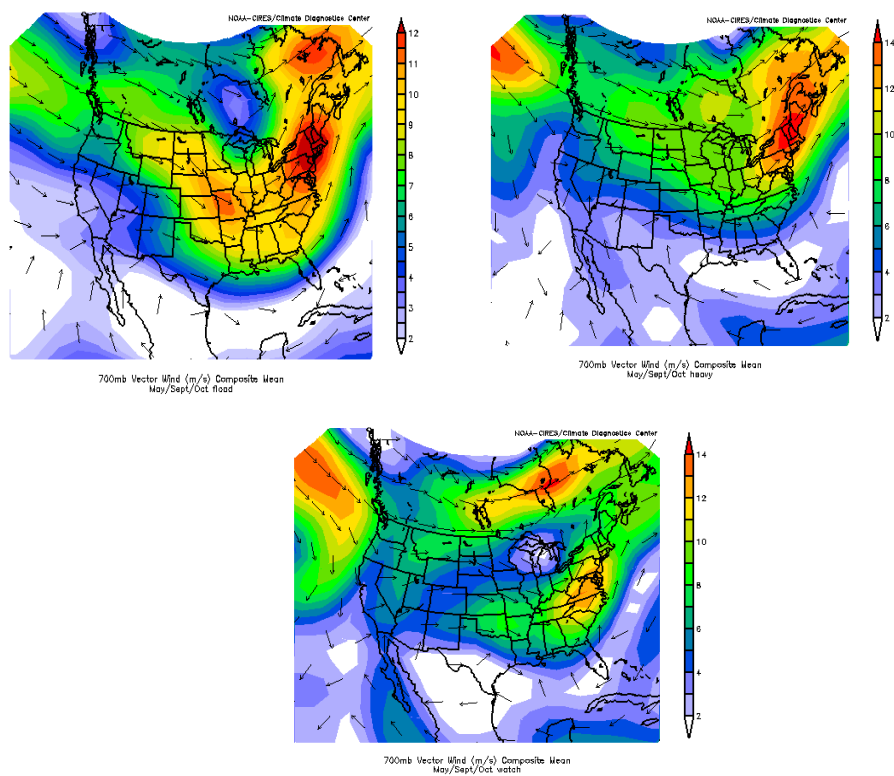 NOAA-CIRES/Climate Diagnostics Center
12
11
10
9
8
7
6
5
4
3
2
700mb Vector Wind (m/s) Composite Mean
May/Sept/Oct flood
NOAA-CIRES/Climate Diagnostics Center
14
12
10
8
6
4
2
700mb Vector Wind (m/s) Composite Mean
May/Sept/Oct heavy
NOAA-CIRES/Climate Diagnostics Center
14
12
10
8
6
4
2
700mb Vector Wind (m/s) Composite Mean
May/Sept/Oct watch